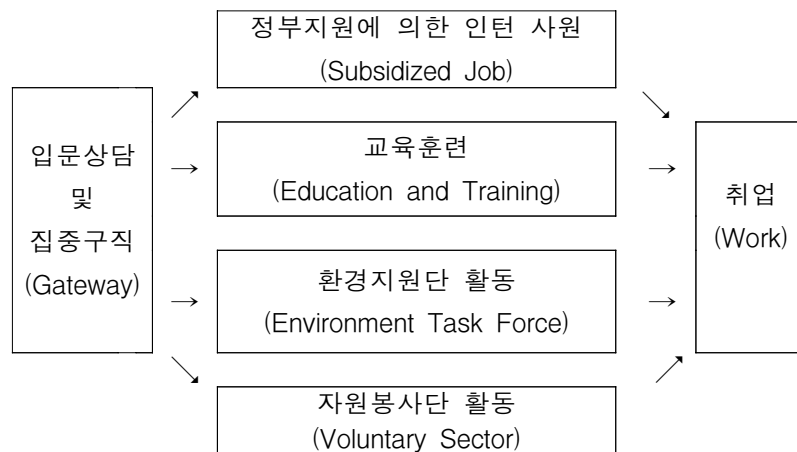 정부지원에 의한 인턴 사원
(Subsidized Job)
입문상담
및
집중구직
(Gateway)
교육훈련
(Education and Training)
환경지원단 활동
(Environment Task Force)
자원봉사단 활동
(Voluntary Sector)
취업
(Work)